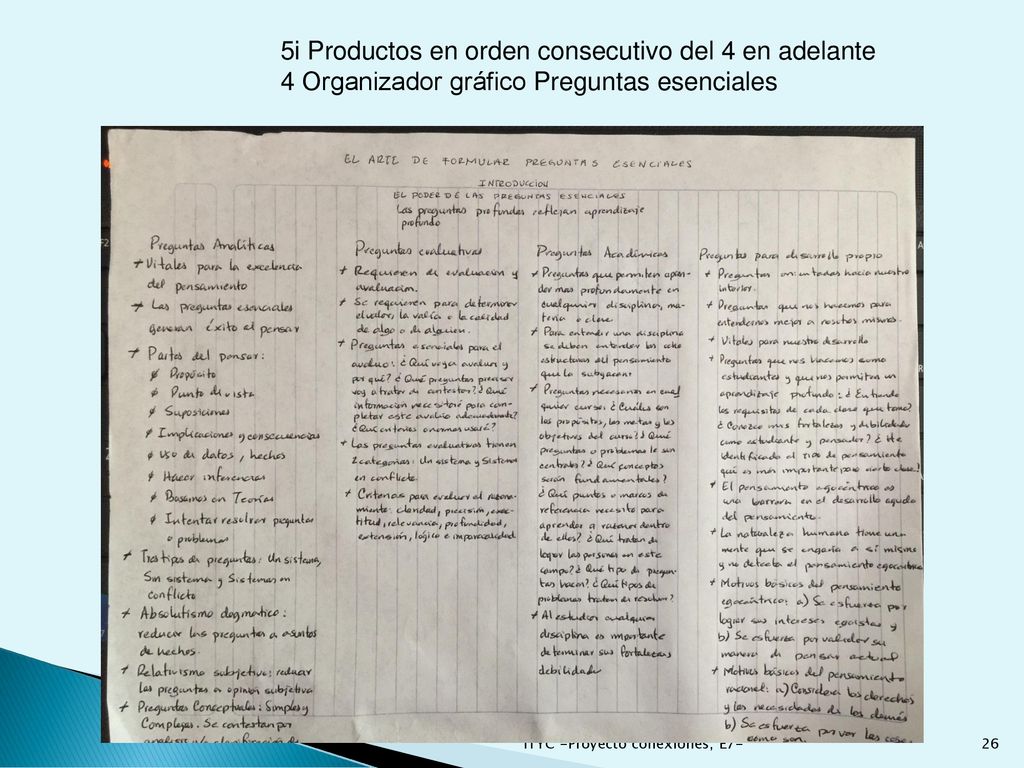 5i Productos en orden consecutivo del 4 en adelante
4 Organizador gráfico Preguntas esenciales
EL ARTE DE FORMULAR PREGUNTAS ESENCIALES
INTRODUCCION
EL PODER DE LAS PREGUNTAS ESENCIALES
Las preguntas profundas reflejan aprendizaje
profundo
Preguntas Analíticas
+ Vitales para la excelencia
del pensamiento
+ Las preguntas esenciales
generan éxito al pensar
+ Partes del pensar:
Propósito
Punto de vista
Suposiciones
Implicaciones y consecuencias
Uso de datos, hechos
Hacer inferencias
Basarnos en Teorías
Intentar resolver preguntas
o problemas
+ Tres tipos de preguntas: Un sistema,
Sin sistema y Sistemas en
conflicto
+ Absolutismo dogmatico:
reducir las preguntas a asuntos
de hechos.
+ Relativismo subjetivo: reducir
las preguntas a opinión subjetiva
+ Preguntas Conceptuales: Simples y
Complejas. Se contestan por
Preguntas evaluativas
+ Requieren de evaluación y
avaluación.
+ Se requieren para determinar
el valor, la valía o la calidad
de algo o de alguien.
+ Preguntas esenciales para el
avalúo: ¿Qué voy a avaluar y
por qué? ¿Qué preguntas precisas
voy a tratar de contestar? ¿Qué
información necesitaré para com-
pletar este avalúo adecuadamente?
¿Qué criterios o normas usaré?
+ Las preguntas evaluativas tienen
2 categorías: Un sistema y Sistemas
en conflicto.
+ Criterios para evaluar el razona-
miento: claridad, precisión, exac-
titud, relevancia, profundidad,
extensión, lógica e imparcialidad
Preguntas Académicas
+ Preguntas que permiten apren-
der mas profundamente en
cualquier disciplina, ma-
teria o clase.
+ Para entender una disciplina
se deben entender las ocho
estructuras del pensamiento
que la subyacen.
+ Preguntas necesarias en cual
quier curso: ¿Cuáles son
los propósitos, las metas y los
objetivos del curso? ¿Qué
preguntas o problemas le son
centrales? ¿Qué conceptos
serán fundamentales?
¿Qué puntos o marcos de
referencia necesito para
aprender a razonar dentro
de ellos? ¿Qué tratan de
lograr las personas en este
campo? ¿Qué tipo de pregun-
tas hacen? ¿Qué tipos de
problemas tratan de resolver?
+ Al estudiar cualquier
disciplina es importante
determinar sus fortalezas
debilidades
Preguntas para desarrollo propio
+ Preguntas orientadas hacia nuestro
interior.
+ Preguntas que nos hacemos para
entendernos mejor a nosotros mismos.
+ Vitales para nuestro desarrollo
+ Preguntas que nos hacemos como
estudiantes y que nos permiten un
aprendizaje profundo: ¿Entiendo
los requisitos de cada clase que tomo?
¿Conozco mis fortalezas y debilidades
como estudiante y pensador? ¿He
identificado el tipo de pensamiento
que es más importante para cierta clase?
+ El pensamiento egocéntrico es
una barrera en el desarrollo agudo
del pensamiento.
+ La naturaleza humana tiene una
mente que se engaña a sí misma
y no detecta el pensamiento egocéntrico
+ Motivos básicos del pensamiento
egocéntrico: a) Se esfuerza por
lograr sus intereses egoístas y
b) Se esfuerza por validar su
manera de pensar actual
+ Motivos básicos del pensamiento
racional: a) Considera los derechos
y las necesidades de los demás
b) Se esfuerza por ver las cosas
como son.
ITYC -Proyecto conexiones, E7-
26